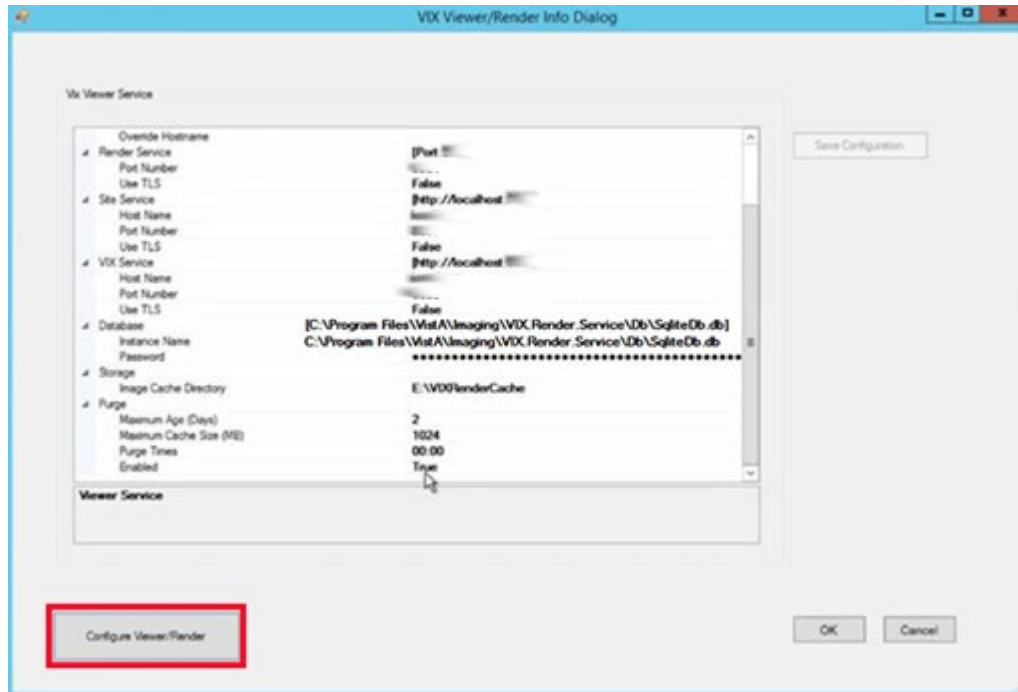 VIX Viewer/Render Info Dialog
Vix Viewer Service
Override Hostname
Render Service [Port
Port Number
Use TLS False
Site Service [http://localhost
Host Name
Port Number
Use TLS False
VIX Service [http://localhost
Host Name
Port Number
Use TLS False
Database [C:\Program Files\VistA\Imaging\VIX.Render.Service\Db\SqliteDb.db]
Instance Name C:\Program Files\VistA\Imaging\VIX.Render.Service\Db\SqliteDb.db
Password ••••••••••••••••••••••••••••••••••••••••••••••••
Storage
Image Cache Directory E:\VIXRenderCache
Purge
Maximum Age (Days) 2
Maximum Cache Size (MB) 1024
Purge Times 00:00
Enabled True
Viewer Service
Save Configuration
Configure Viewer/Render
OK Cancel